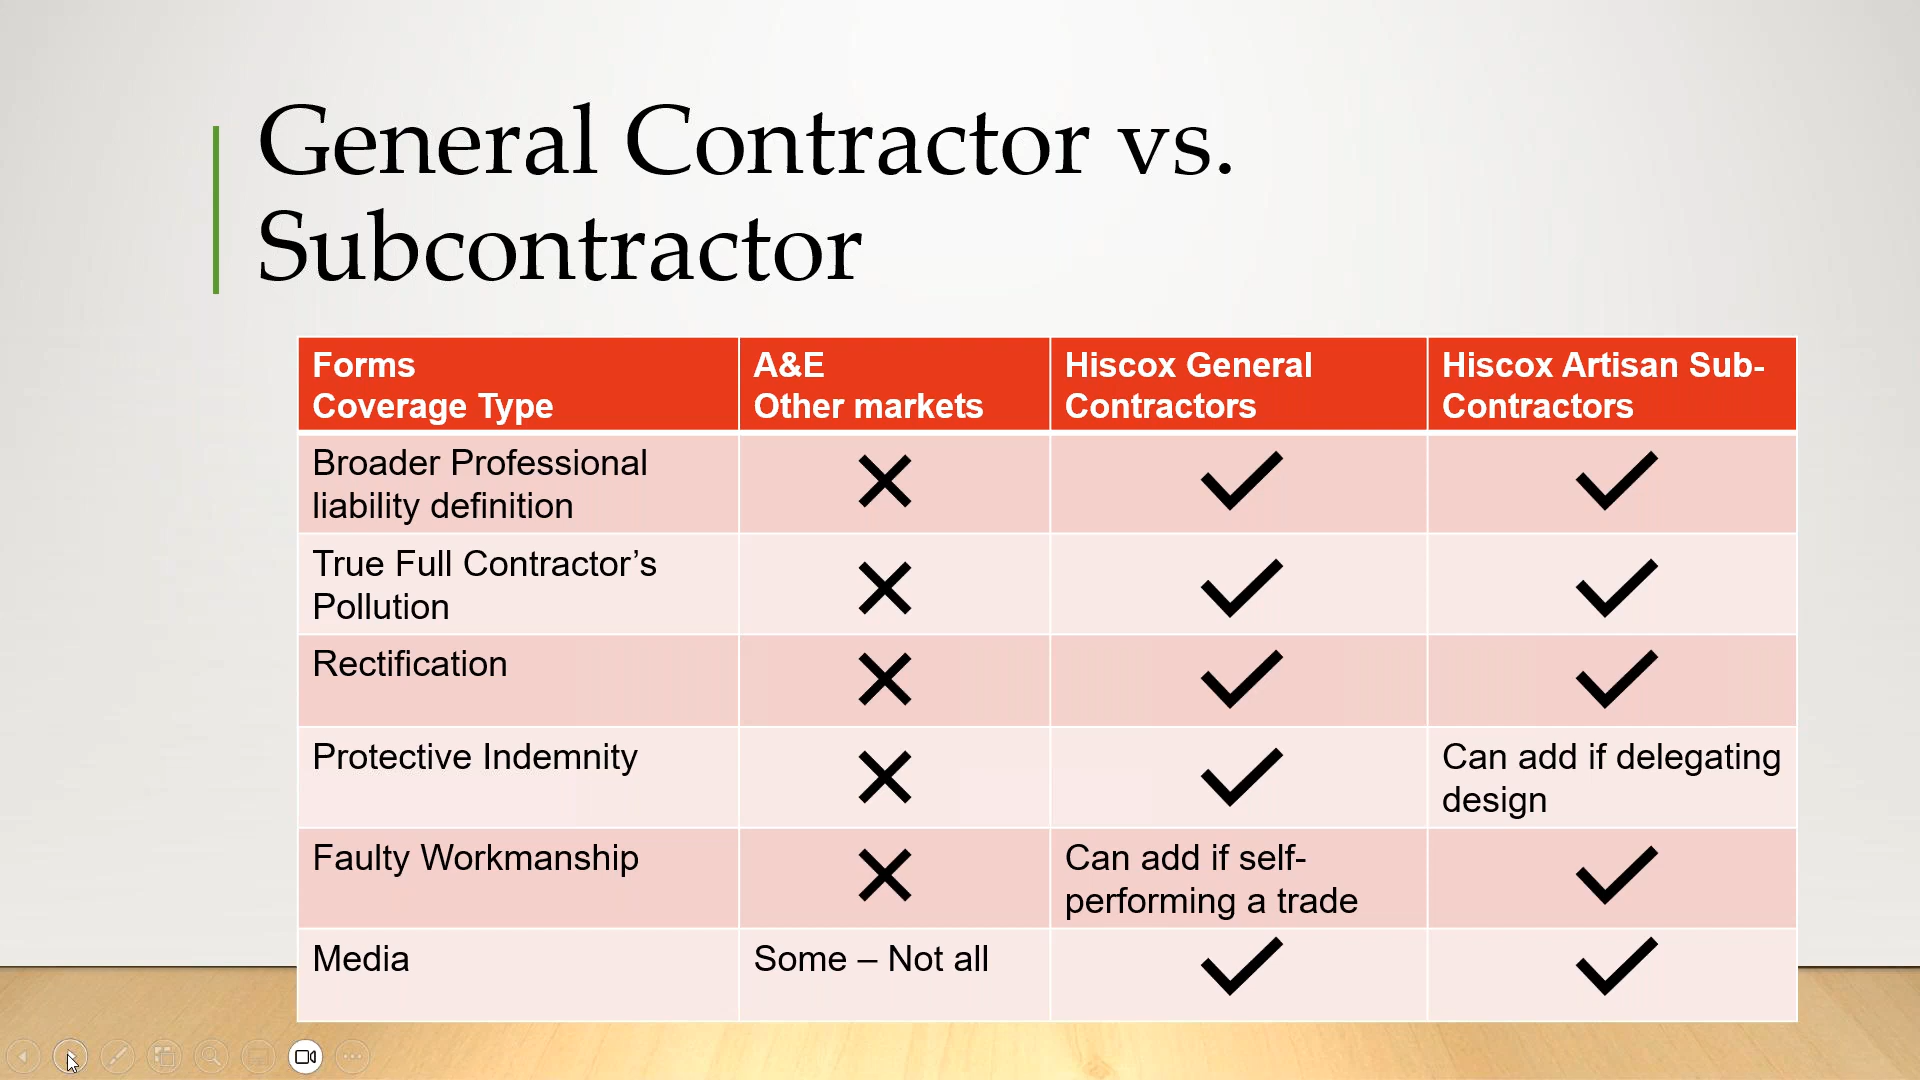 General Contractor vs.
Subcontractor
Forms
Coverage Type
A&E
Other markets
Hiscox General
Contractors
Hiscox Artisan Sub-
Contractors
Broader Professional
liability definition
True Full Contractor’s
Pollution
Rectification
Protective Indemnity
Can add if delegating
design
Faulty Workmanship
Can add if self-
performing a trade
Media
Some – Not all